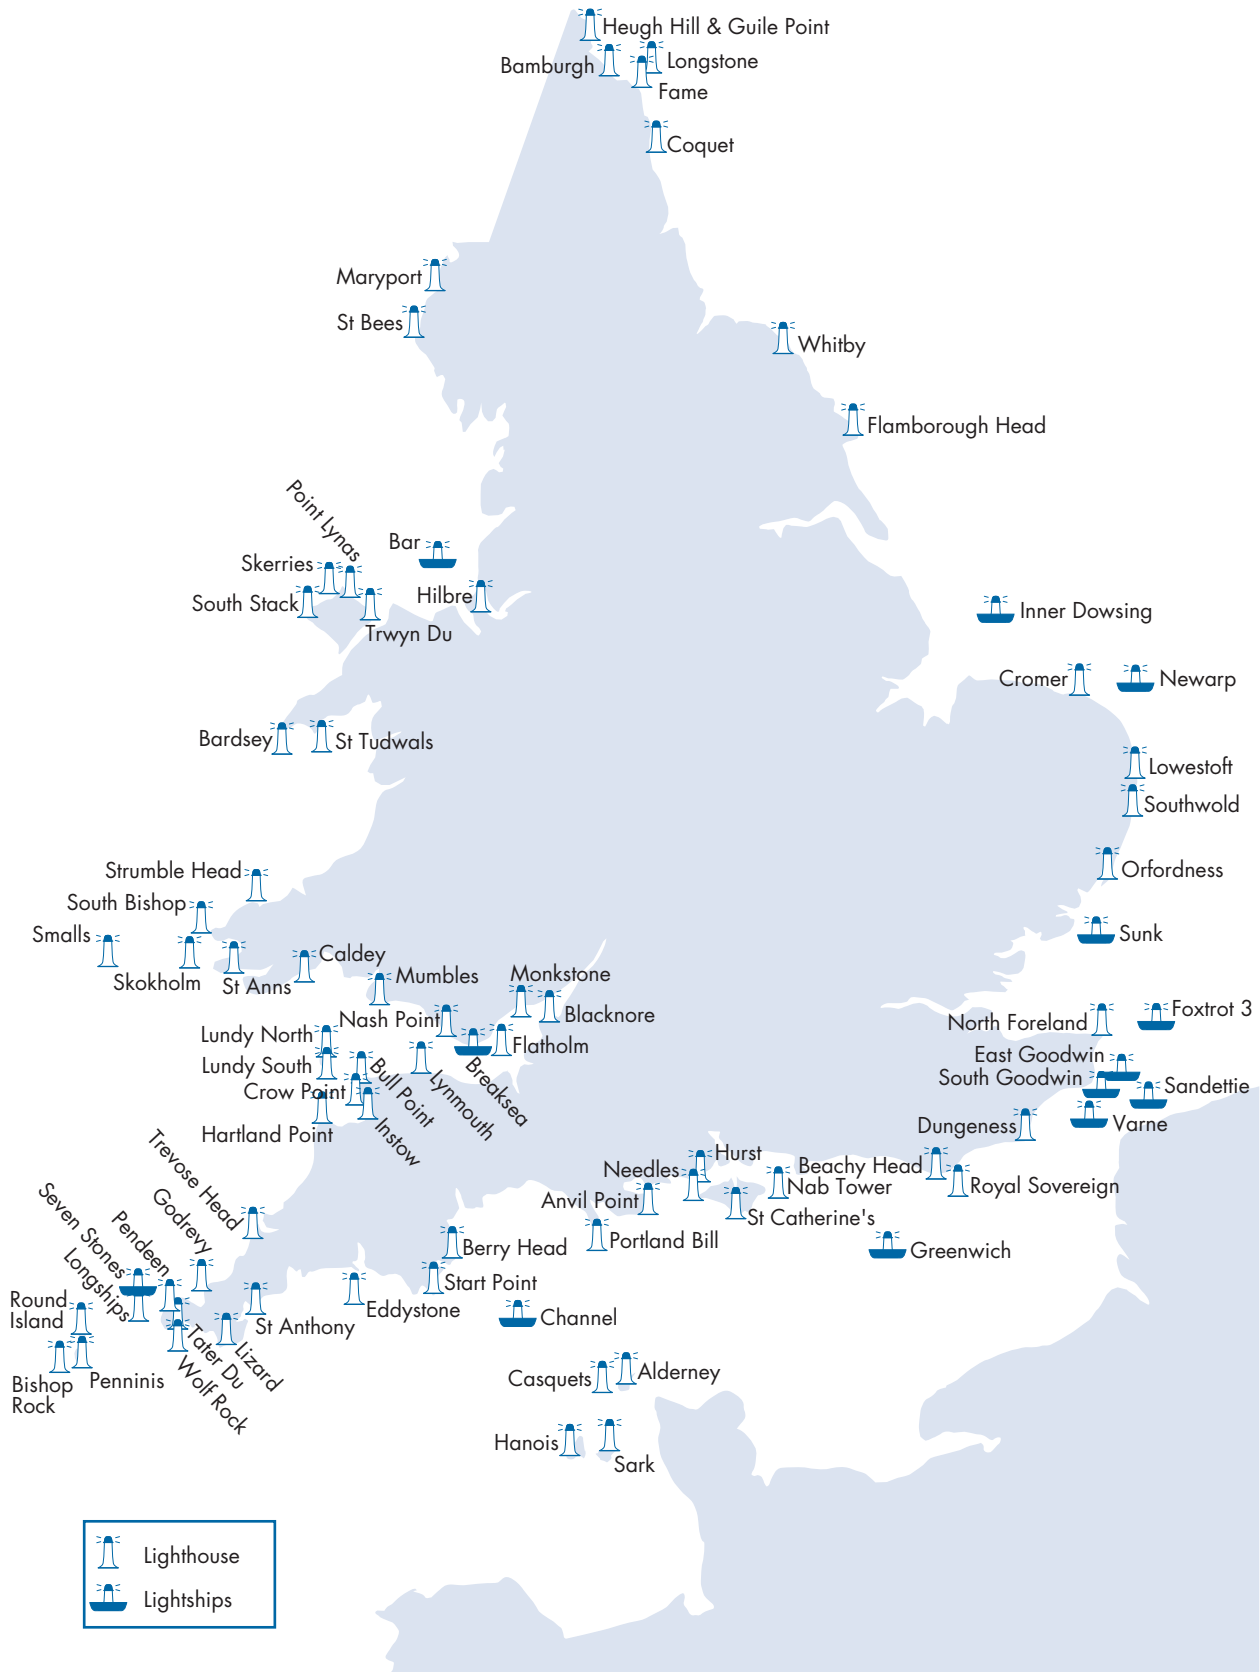 Heugh Hill & Guile Point
Bamburgh
Longstone
Fame
Coquet
Maryport
St Bees
Whitby
Flamborough Head
Point Lynas
Bar
Skerries
South Stack
Hilbre
Trwyn Du
Inner Dowsing
Cromer
Newarp
Bardsey
St Tudwals
Lowestoft
Southwold
Strumble Head
Orfordness
South Bishop
Smalls
Sunk
Skokholm
St Anns
Caldey
Mumbles
Monkstone
Blacknore
Nash Point
Foxtrot 3
North Foreland
Lundy North
Flatholm
Breaksea
Lundy South
Bull Point
Lynmouth
East Goodwin
South Goodwin
Sandettie
Crow Point
Instow
Hartland Point
Dungeness
Varne
Trevose Head
Hurst
Needles
Beachy Head
Nab Tower
Royal Sovereign
Anvil Point
St Catherine's
Godrevy
Seven Stones
Pendeen
Longships
Portland Bill
Berry Head
Greenwich
Start Point
Round
Island
Eddystone
Channel
St Anthony
Lizard
Tater Du
Wolf Rock
Penninis
Bishop
Rock
Casquets
Alderney
Hanois
Sark
Lighthouse
Lightships